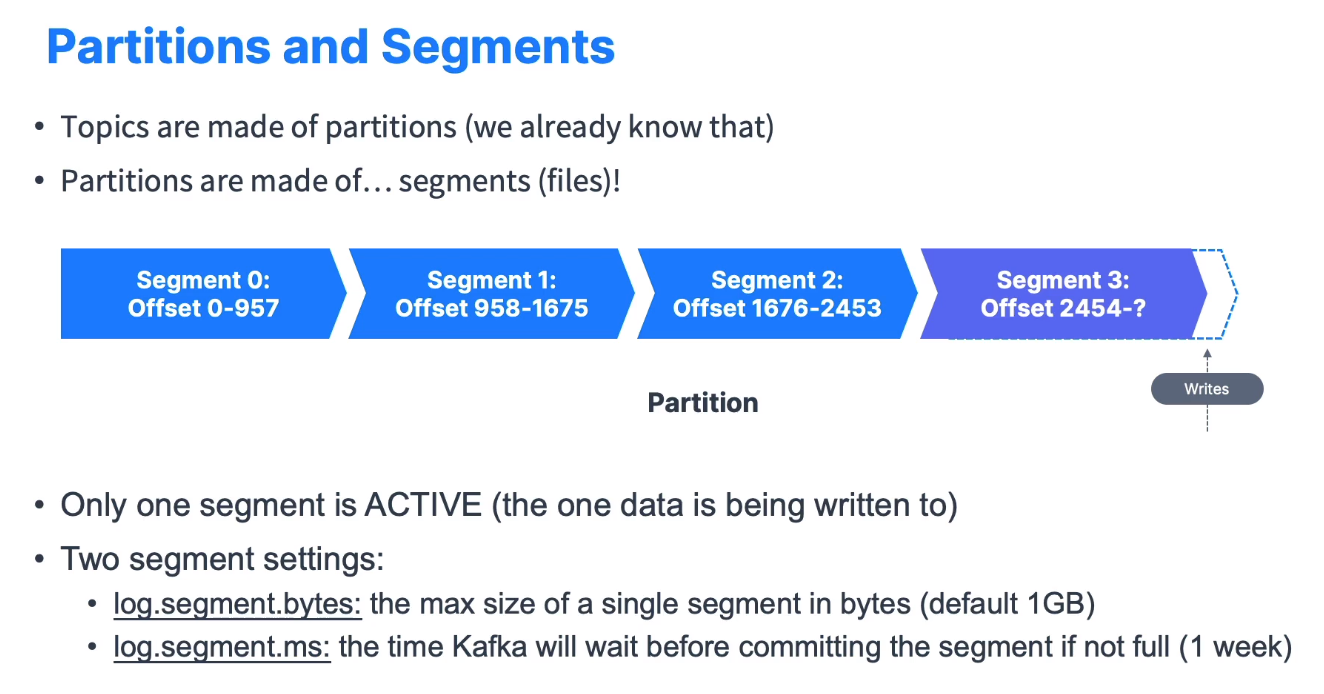 Partitions and Segments
• Topics are made of partitions (we already know that)
• Partitions are made of… segments (files)!
Segment 0:
Offset 0-957
Segment 1:
Offset 958-1675
Segment 2:
Offset 1676-2453
Segment 3:
Offset 2454-?
Writes
Partition
• Only one segment is ACTIVE (the one data is being written to)
• Two segment settings:
• log.segment.bytes: the max size of a single segment in bytes (default 1GB)
• log.segment.ms: the time Kafka will wait before committing the segment if not full (1 week)